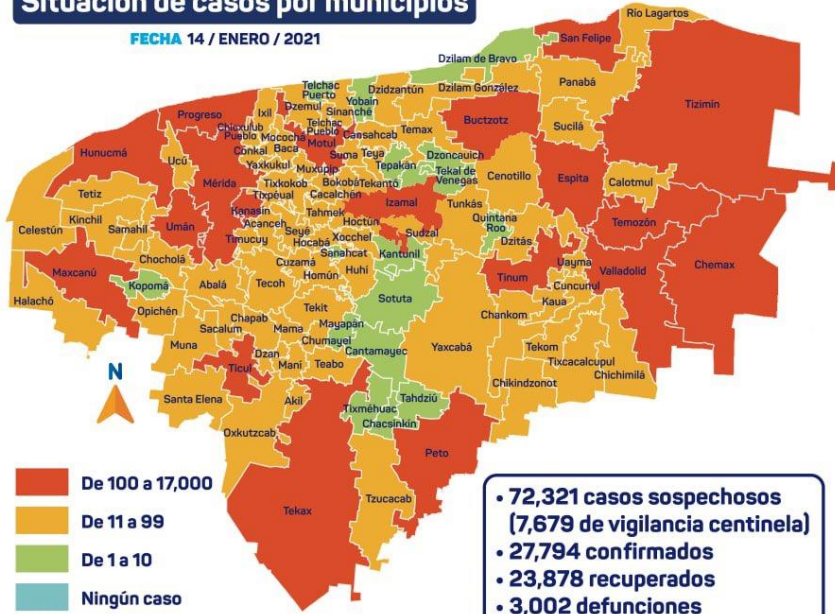 Situación de casos por municipios
FECHA 14 / ENERO / 2021
Río Lagartos
San Felipe
Dzilam de Bravo
Telchac Puerto
Yobaín
Dzidzantún
Dzilam González
Panabá
Tizimín
Ixil
Dzemul
Sinanché
Progreso
Chicxulub Pueblo
Mocochá
Telchac Pueblo
Motul
Cansahcab
Temax
Buctzotz
Sucilá
Conkal
Baca
Suma
Teya
Hunucmá
Ucú
Yaxkukul
Muxupip
Tepakan
Dzoncauich
Tekal de Venegas
Cenotillo
Espita
Calotmul
Mérida
Tixkokob
Bokobá
Tekantó
Tixpéual
Cacalchén
Izamal
Tetiz
Kinchil
Samahil
Umán
Kanasín
Acanceh
Timucuy
Seyé
Tahmek
Hoctún
Xocchel
Hocabá
Sudzal
Tunkás
Quintana Roo
Dzitás
Temozón
Celestún
Chocholá
Cuzamá
Sanahcat
Homún
Huhí
Kantunil
Uayma
Tinum
Cuncunul
Valladolid
Chemax
Maxcanú
Kopomá
Abalá
Tecoh
Sotuta
Kaua
Halachó
Opichén
Chankom
Tekit
Chapab
Sacalum
Mama
Mayapán
Chumayel
Cantamayec
Yaxcabá
Tekom
Tixcacalcupul
Chichimilá
Muna
Dzan
Maní
Teabo
Ticul
Chikindzonot
Santa Elena
Akil
Tixméhuac
Tahdziú
Chacsinkín
Oxkutzcab
Peto
Tekax
Tzucacab
N
De 100 a 17,000
De 11 a 99
De 1 a 10
Ningún caso
• 72,321 casos sospechosos
(7,679 de vigilancia centinela)
• 27,794 confirmados
• 23,878 recuperados
• 3,002 defunciones